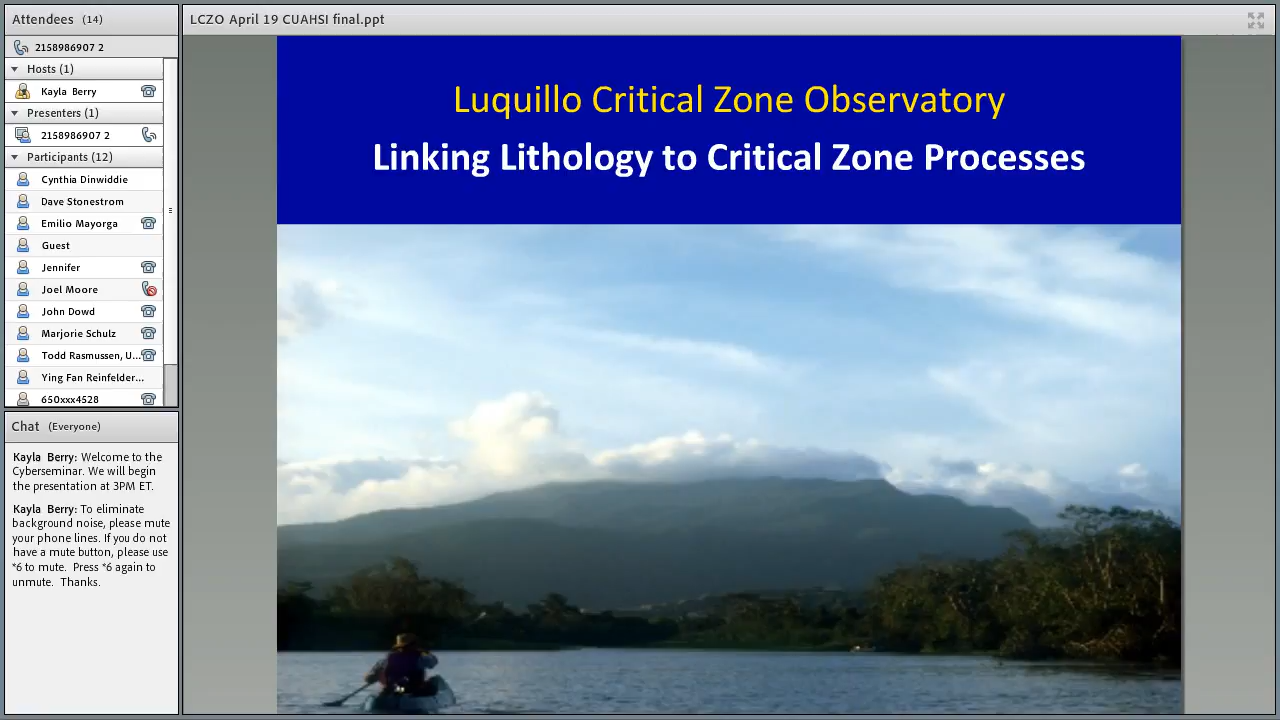 Attendees (14)
2158986907 2
Hosts (1)
Kayla Berry
Presenters (1)
2158986907 2
Participants (12)
Cynthia Dinwiddie
Dave Stonestrom
Emilio Mayorga
Guest
Jennifer
Joel Moore
John Dowd
Marjorie Schulz
Todd Rasmussen, U...
Ying Fan Reinfelder...
650xxx4528
Chat (Everyone)
Kayla Berry: Welcome to the
Cyberseminar. We will begin
the presentation at 3PM ET.
Kayla Berry: To eliminate
background noise, please mute
your phone lines. If you do not
have a mute button, please use
*6 to mute. Press *6 again to
unmute. Thanks.
LCZO April 19 CUAHSI final.ppt
Luquillo Critical Zone Observatory
Linking Lithology to Critical Zone Processes